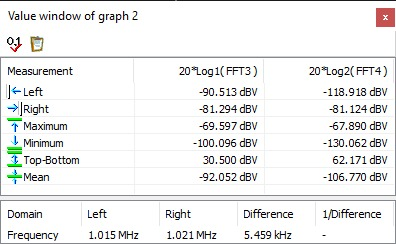 Value window of graph 2
x
0.1
Measurement 20*Log1( FFT3 ) 20*Log2( FFT4 )
Left -90.513 dBV -118.918 dBV
Right -81.294 dBV -81.124 dBV
Maximum -69.597 dBV -67.890 dBV
Minimum -100.096 dBV -130.062 dBV
Top-Bottom 30.500 dBV 62.171 dBV
Mean -92.052 dBV -106.770 dBV
Domain Left Right Difference 1/Difference
Frequency 1.015 MHz 1.021 MHz 5.459 kHz -